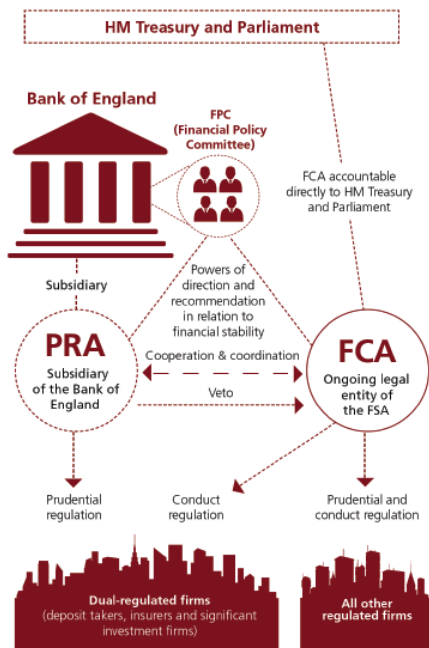 HM Treasury and Parliament
Bank of England
FPC
(Financial Policy
Committee)
FCA accountable
directly to HM Treasury
and Parliament
Subsidiary
Powers of
direction and
recommendation
in relation to
financial stability
PRA
Subsidiary
of the Bank of
England
Cooperation & coordination
Veto
FCA
Ongoing legal
entity of
the FSA
Prudential
regulation
Conduct
regulation
Prudential and
conduct regulation
Dual-regulated firms
(deposit takers, insurers and significant
investment firms)
All other
regulated firms